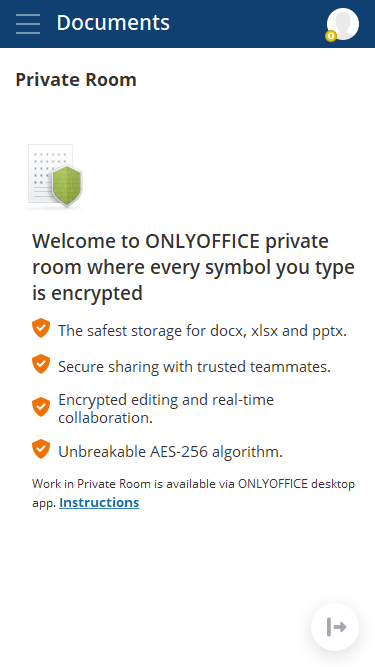 Documents
Private Room
Welcome to ONLYOFFICE private
room where every symbol you type
is encrypted
The safest storage for docx, xlsx and pptx.
Secure sharing with trusted teammates.
Encrypted editing and real-time
collaboration.
Unbreakable AES-256 algorithm.
Work in Private Room is available via ONLYOFFICE desktop
app. Instructions